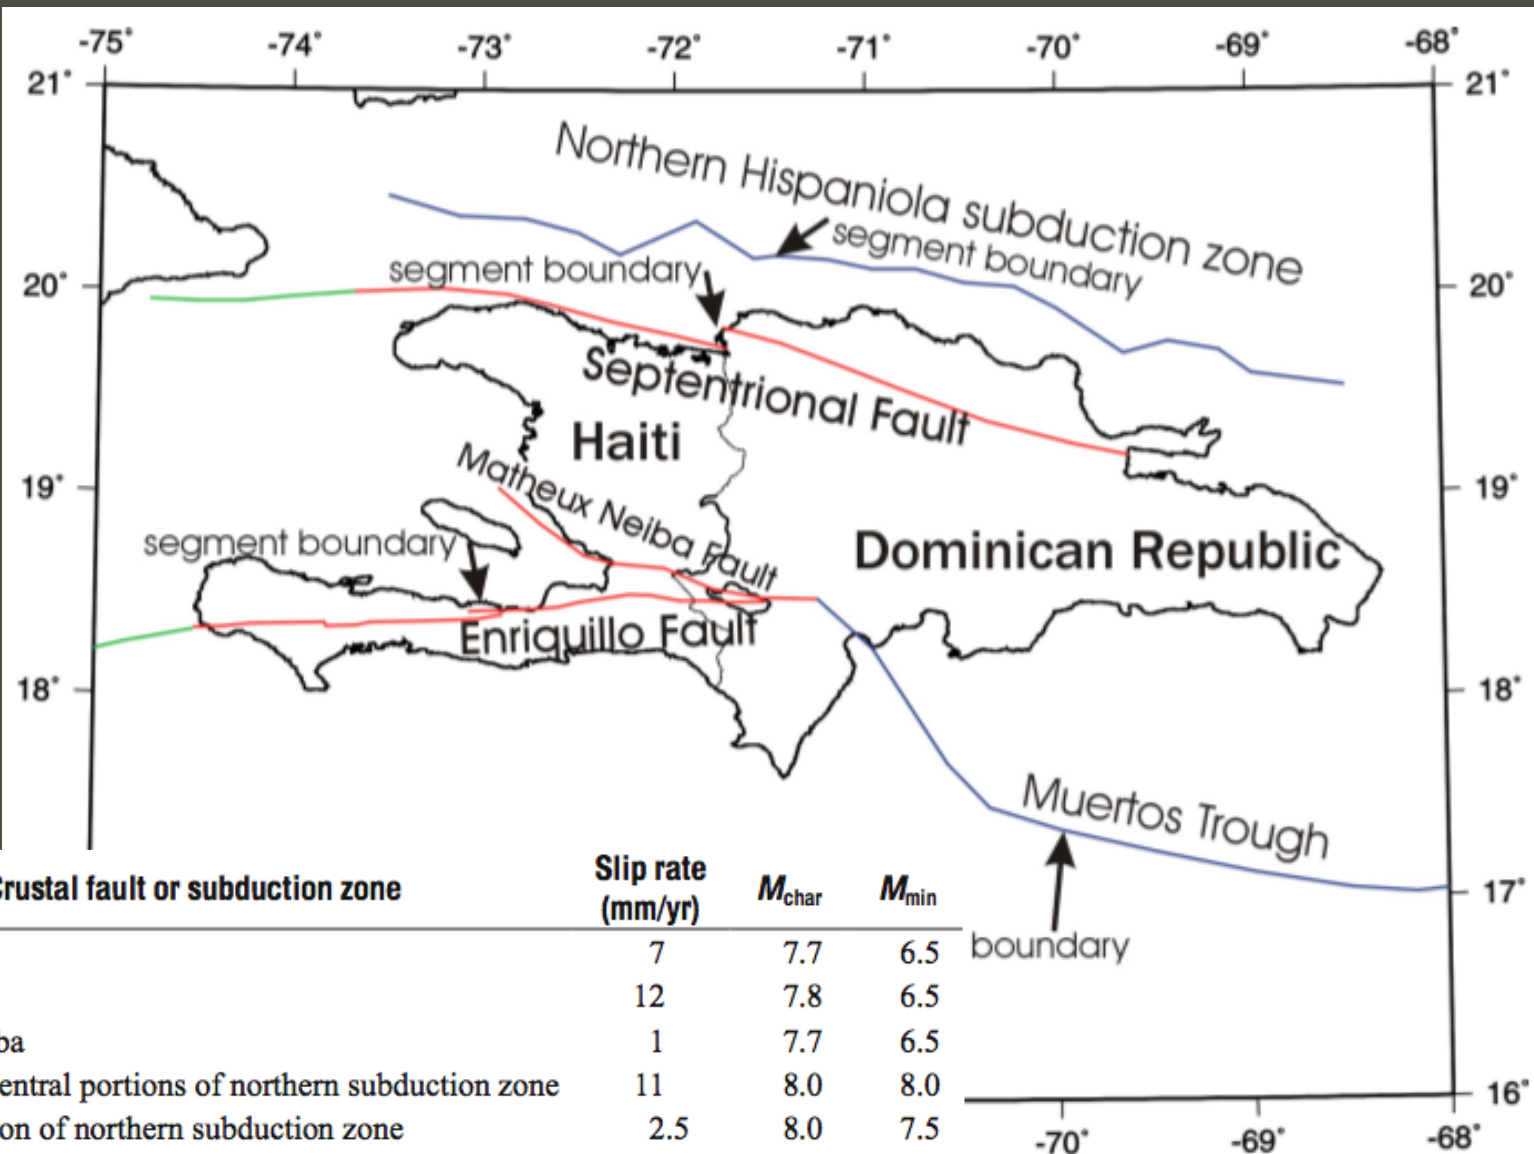 -75° -74° -73° -72° -71° -70° -69° -68°
21° 21°
Northern Hispaniola subduction zone
segment boundary
segment boundary
20° 20°
Septentrional Fault
Haiti
Matheux Neiba Fault
19° 19°
segment boundary
Dominican Republic
Enriquillo Fault
18° 18°
Muertos Trough
boundary
17°
16°
-70° -69° -68°
Crustal fault or subduction zone Slip rate (mm/yr) Mchar Mmin
7 7.7 6.5
12 7.8 6.5
ba 1 7.7 6.5
entral portions of northern subduction zone 11 8.0 8.0
on of northern subduction zone 2.5 8.0 7.5